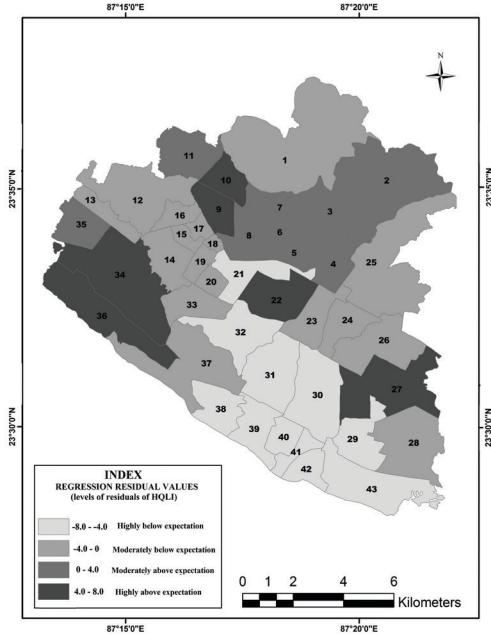 87°15'0"E
87°20'0"E
N
1
11
2
10
23°35'0"N
23°35'0"N
13
12
7
9
3
16
35
17
6
8
15
18
5
14
19
4
25
21
34
20
22
33
23
24
36
32
26
37
31
27
30
38
39
40
29
28
23°30'0"N
23°30'0"N
41
42
43
INDEX
REGRESSION RESIDUAL VALUES
(levels of residuals of HQLI)
-8.0 - -4.0 Highly below expectation
-4.0 - 0 Moderately below expectation
0 - 4.0 Moderately above expectation
4.0 - 8.0 Highly above expectation
0 1 2 4 6
Kilometers
87°15'0"E
87°20'0"E